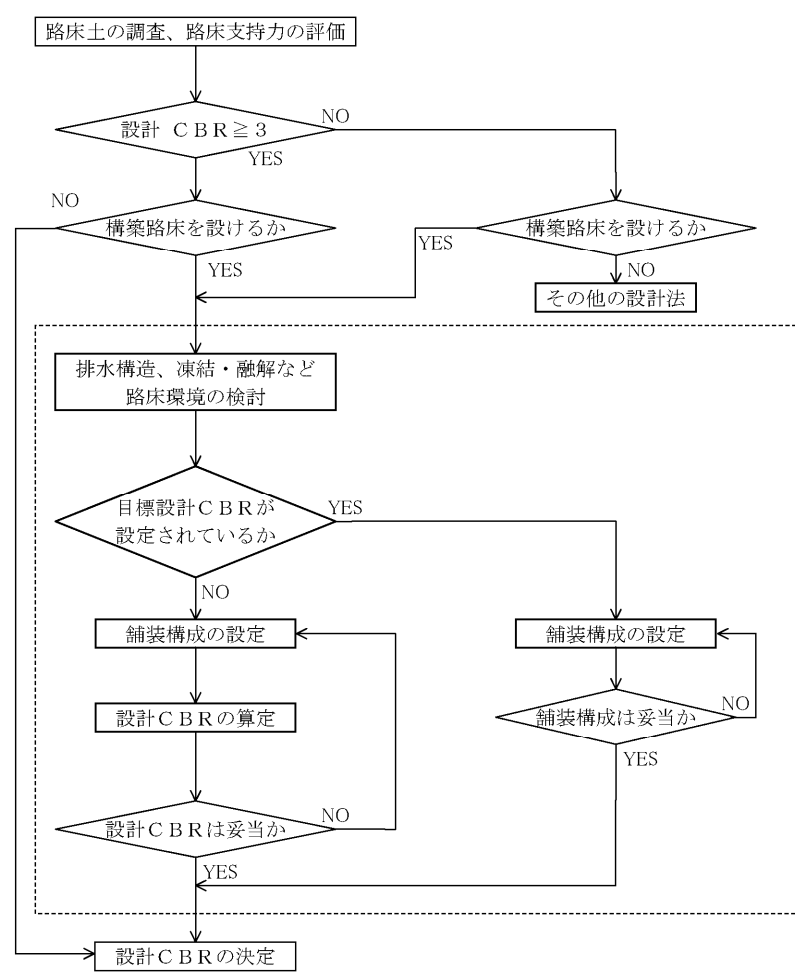 路床土の調査、路床支持力の評価
設計 ＣＢＲ≧３
NO
YES
NO
構築路床を設けるか
YES
構築路床を設けるか
YES
NO
その他の設計法
排水構造、凍結・融解など
路床環境の検討
目標設計ＣＢＲが
設定されているか
YES
NO
舗装構成の設定
舗装構成の設定
設計ＣＢＲの算定
舗装構成は妥当か
NO
YES
設計ＣＢＲは妥当か
NO
YES
設計ＣＢＲの決定